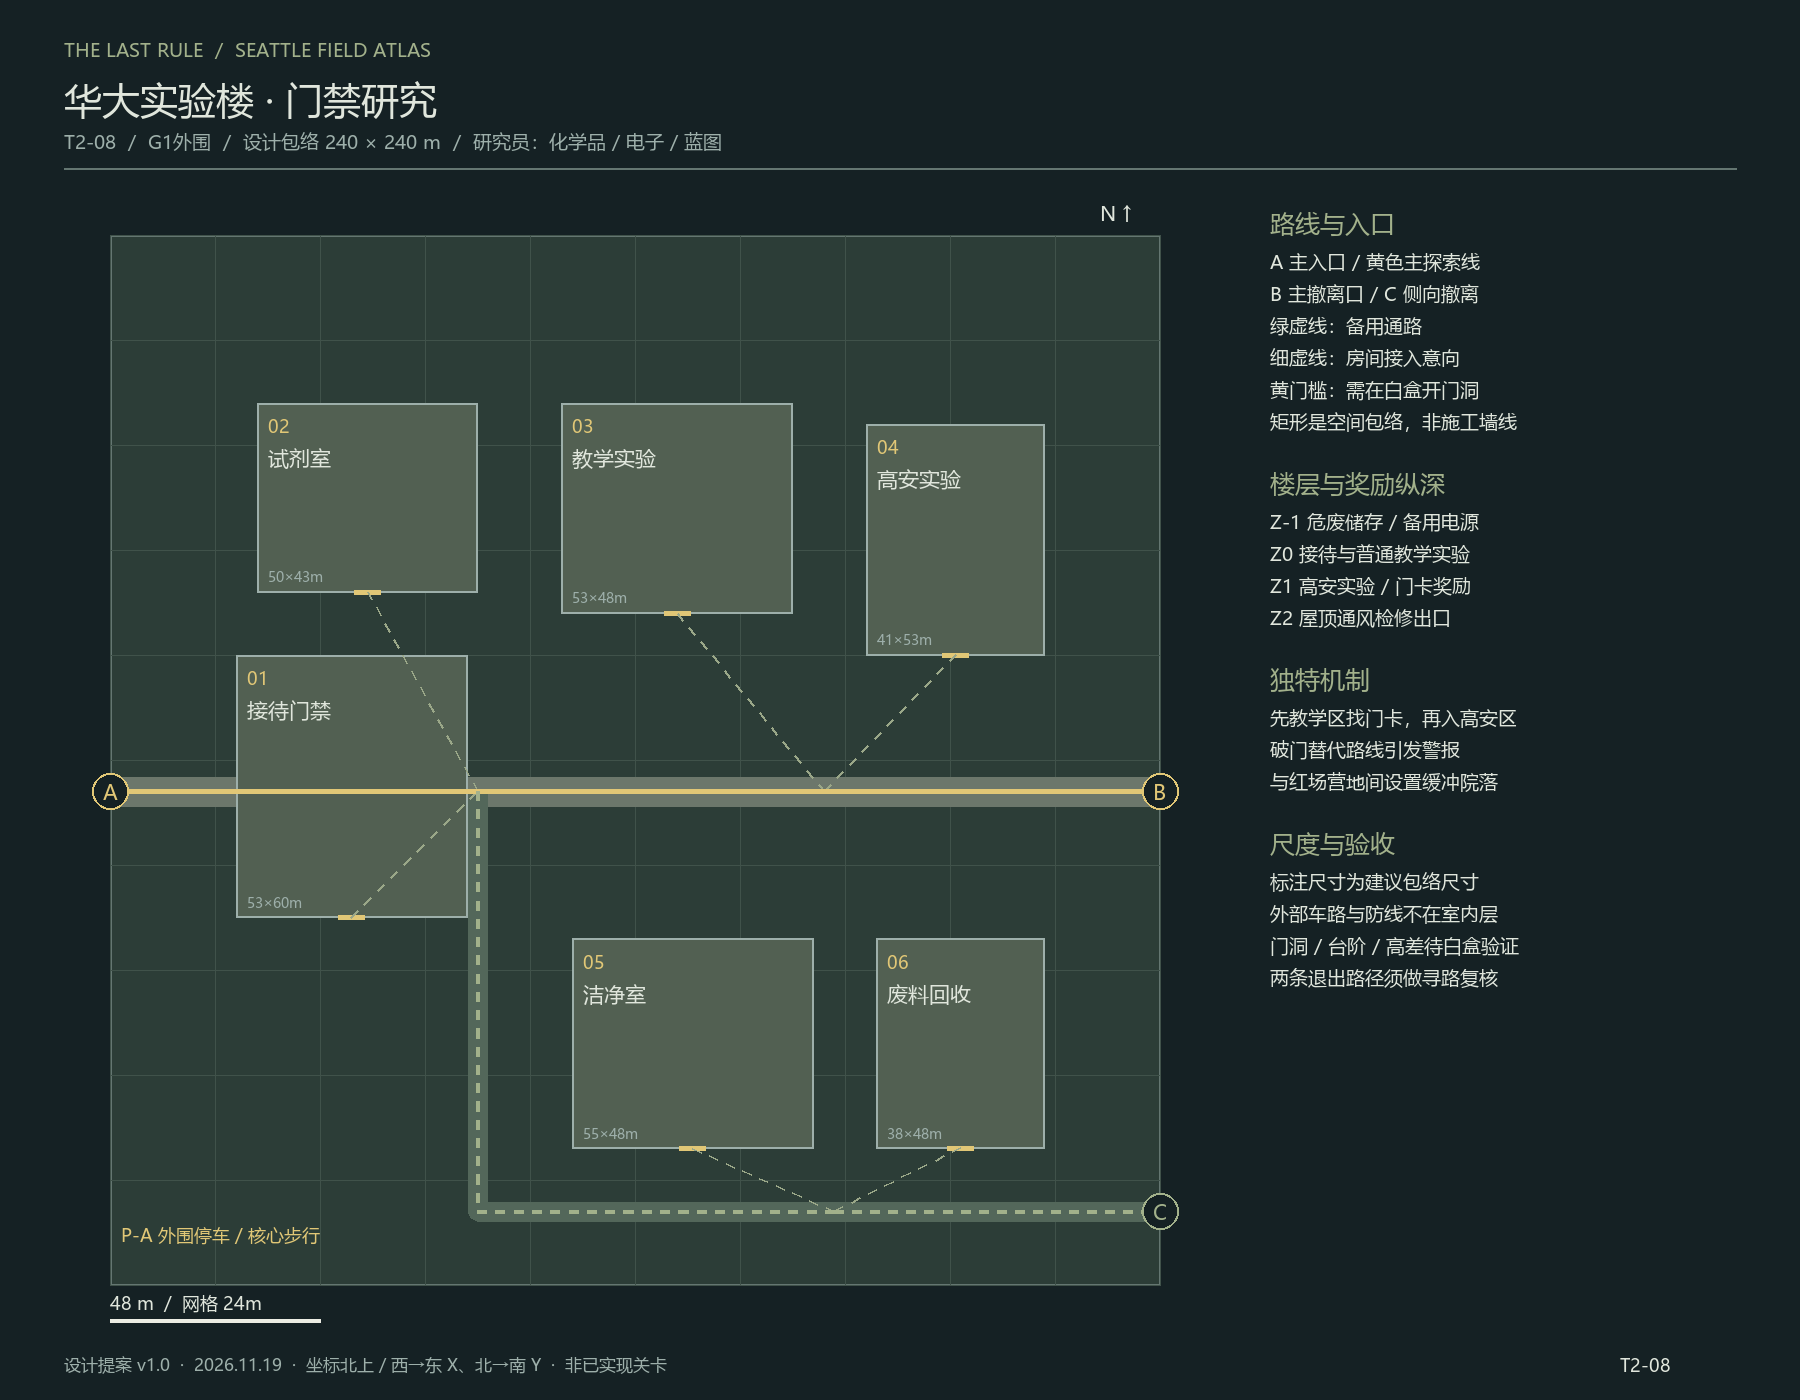 THE LAST RULE / SEATTLE FIELD ATLAS
华大实验楼 · 门禁研究
T2-08 / G1外围 / 设计包络 240 × 240 m / 研究员：化学品 / 电子 / 蓝图
N↑
02
试剂室
50×43m
03
教学实验
53×48m
04
高安实验
41×53m
01
接待门禁
53×60m
A
B
05
洁净室
55×48m
06
废料回收
38×48m
C
P-A 外围停车 / 核心步行
48 m / 网格 24m
路线与入口
A 主入口 / 黄色主探索线
B 主撤离口 / C 侧向撤离
绿虚线：备用通路
细虚线：房间接入意向
黄门槛：需在白盒开门洞
矩形是空间包络，非施工墙线
楼层与奖励纵深
Z-1 危废储存 / 备用电源
Z0 接待与普通教学实验
Z1 高安实验 / 门卡奖励
Z2 屋顶通风检修出口
独特机制
先教学区找门卡，再入高安区
破门替代路线引发警报
与红场营地间设置缓冲院落
尺度与验收
标注尺寸为建议包络尺寸
外部车路与防线不在室内层
门洞 / 台阶 / 高差待白盒验证
两条退出路径须做寻路复核
设计提案 v1.0 · 2026.11.19 · 坐标北上 / 西→东 X、北→南 Y · 非已实现关卡
T2-08